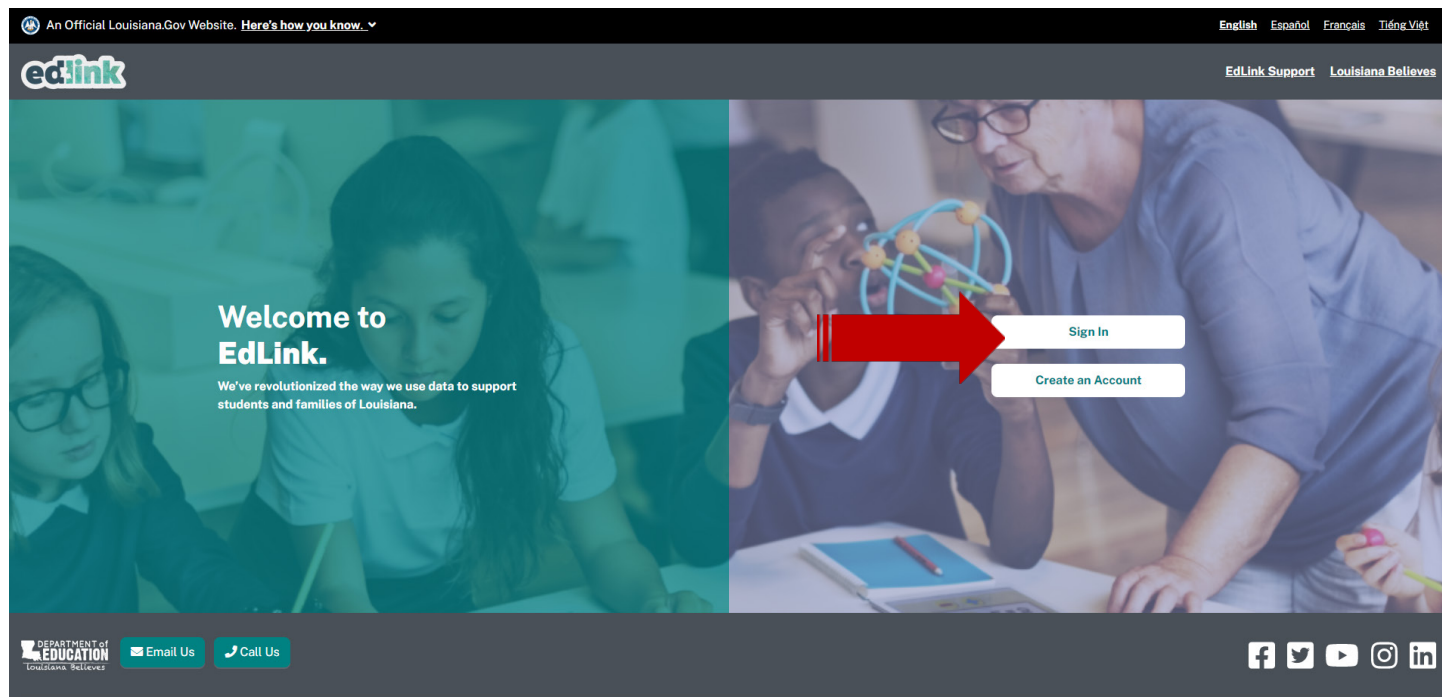 An Official Louisiana.Gov Website. Here's how you know.
English Español Français Tiếng Việt
edlink
EdLink Support Louisiana Believes
Welcome to
EdLink.
We've revolutionized the way we use data to support
students and families of Louisiana.
Sign In
Create an Account
DEPARTMENT of
EDUCATION
Louisiana Believes
Email Us
Call Us